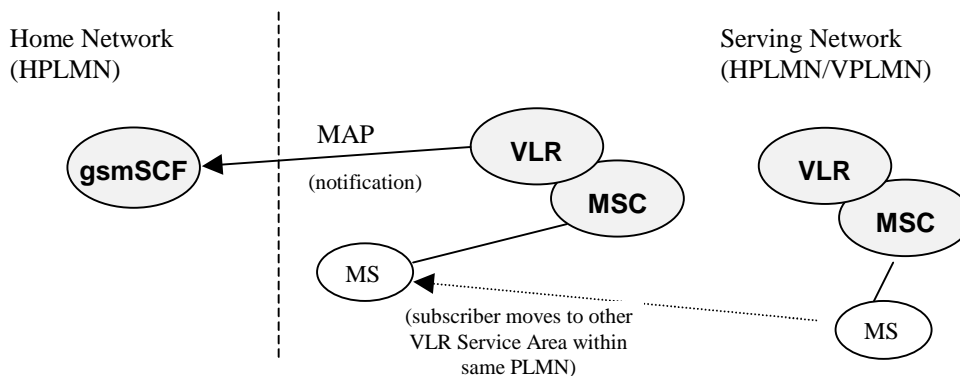 Home Network
(HPLMN)
Serving Network
(HPLMN/VPLMN)
gsmSCF
MAP
(notification)
VLR
MSC
VLR
MSC
MS
MS
(subscriber moves to other
VLR Service Area within
same PLMN)